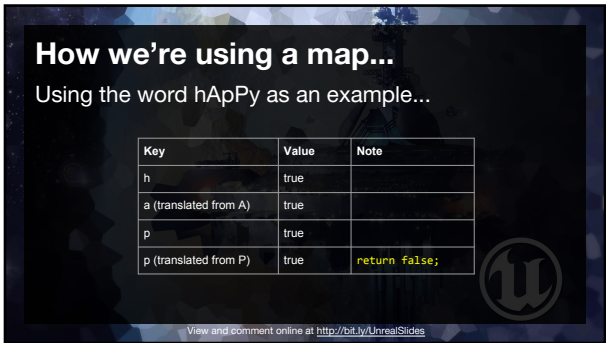 How we’re using a map...
Using the word hApPy as an example...
Key Value Note
h true
a (translated from A) true
p true
p (translated from P) true return false;
View and comment online at http://bit.ly/UnrealSlides